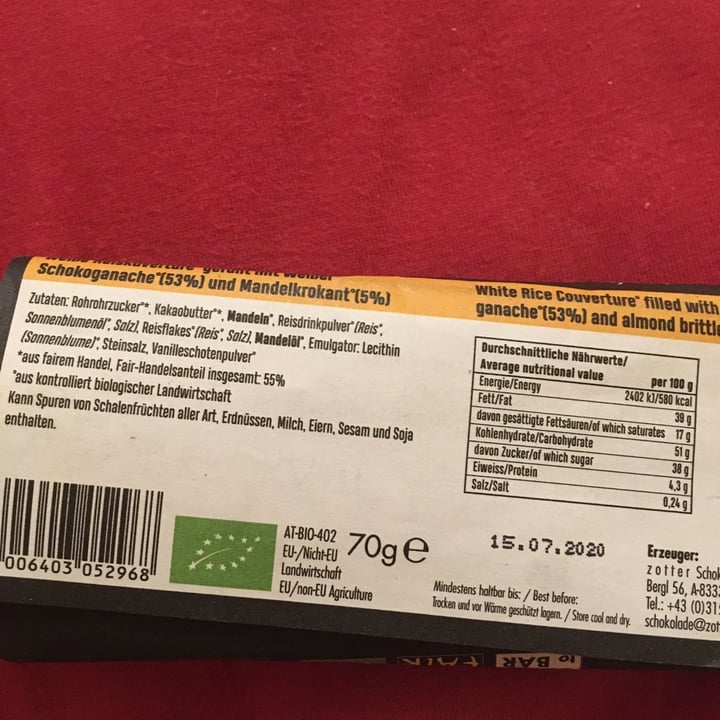 Schokoganache°(53%) und Mandelkrokant°(5%)
Zutaten: Rohrohrzucker°*, Kakaobutter°*, Mandeln°, Reisdrinkpulver° (Reis°,
Sonnenblumenöl°, Salz), Reisflakes° (Reis°, Salz), Mandelöl°, Emulgator: Lecithin
(Sonnenblume)°, Steinsalz, Vanilleschotenpulver°
*aus fairem Handel, Fair-Handelsanteil insgesamt: 55%
°aus kontrolliert biologischer Landwirtschaft
Kann Spuren von Schalenfrüchten aller Art, Erdnüssen, Milch, Eiern, Sesam und Soja
enthalten.
White Rice Couverture° filled with
ganache°(53%) and almond brittle
Durchschnittliche Nährwerte/
Average nutritional value per 100 g
Energie/Energy 2402 kJ/580 kcal
Fett/Fat 39 g
davon gesättigte Fettsäuren/of which saturates 17 g
Kohlenhydrate/Carbohydrate 51 g
davon Zucker/of which sugar 38 g
Eiweiss/Protein 4,3 g
Salz/Salt 0,24 g
006403 052968
AT-BIO-402
EU-/Nicht-EU
Landwirtschaft
EU/non-EU Agriculture
70g e
15.07.2020
Mindestens haltbar bis: / Best before:
Trocken und vor Wärme geschützt lagern. / Store cool and dry.
Erzeuger:
zotter Schok
Bergl 56, A-833
Tel.: +43 (0)31
schokolade@zot
to BAR